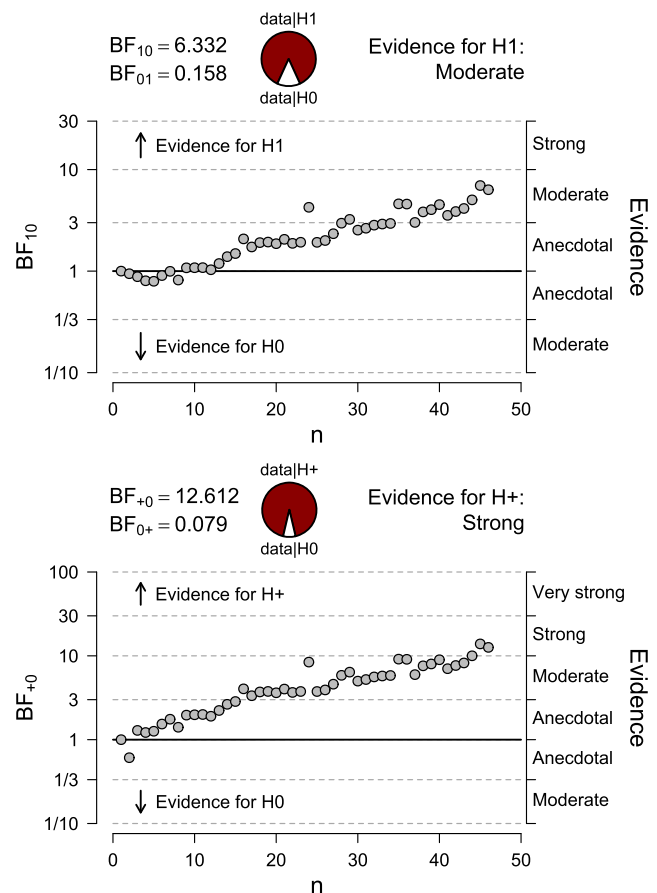 data|H1
BF10 = 6.332
BF01 = 0.158
Evidence for H1:
Moderate
data|H0
30
10
3
1
1/3
1/10
BF10
↑ Evidence for H1
↓ Evidence for H0
Strong
Moderate
Anecdotal
Anecdotal
Moderate
Evidence
0 10 20 30 40 50
n
data|H+
BF+0 = 12.612
BF0+ = 0.079
Evidence for H+:
Strong
data|H0
100
30
10
3
1
1/3
1/10
BF+0
↑ Evidence for H+
↓ Evidence for H0
Very strong
Strong
Moderate
Anecdotal
Anecdotal
Moderate
Evidence
0 10 20 30 40 50
n